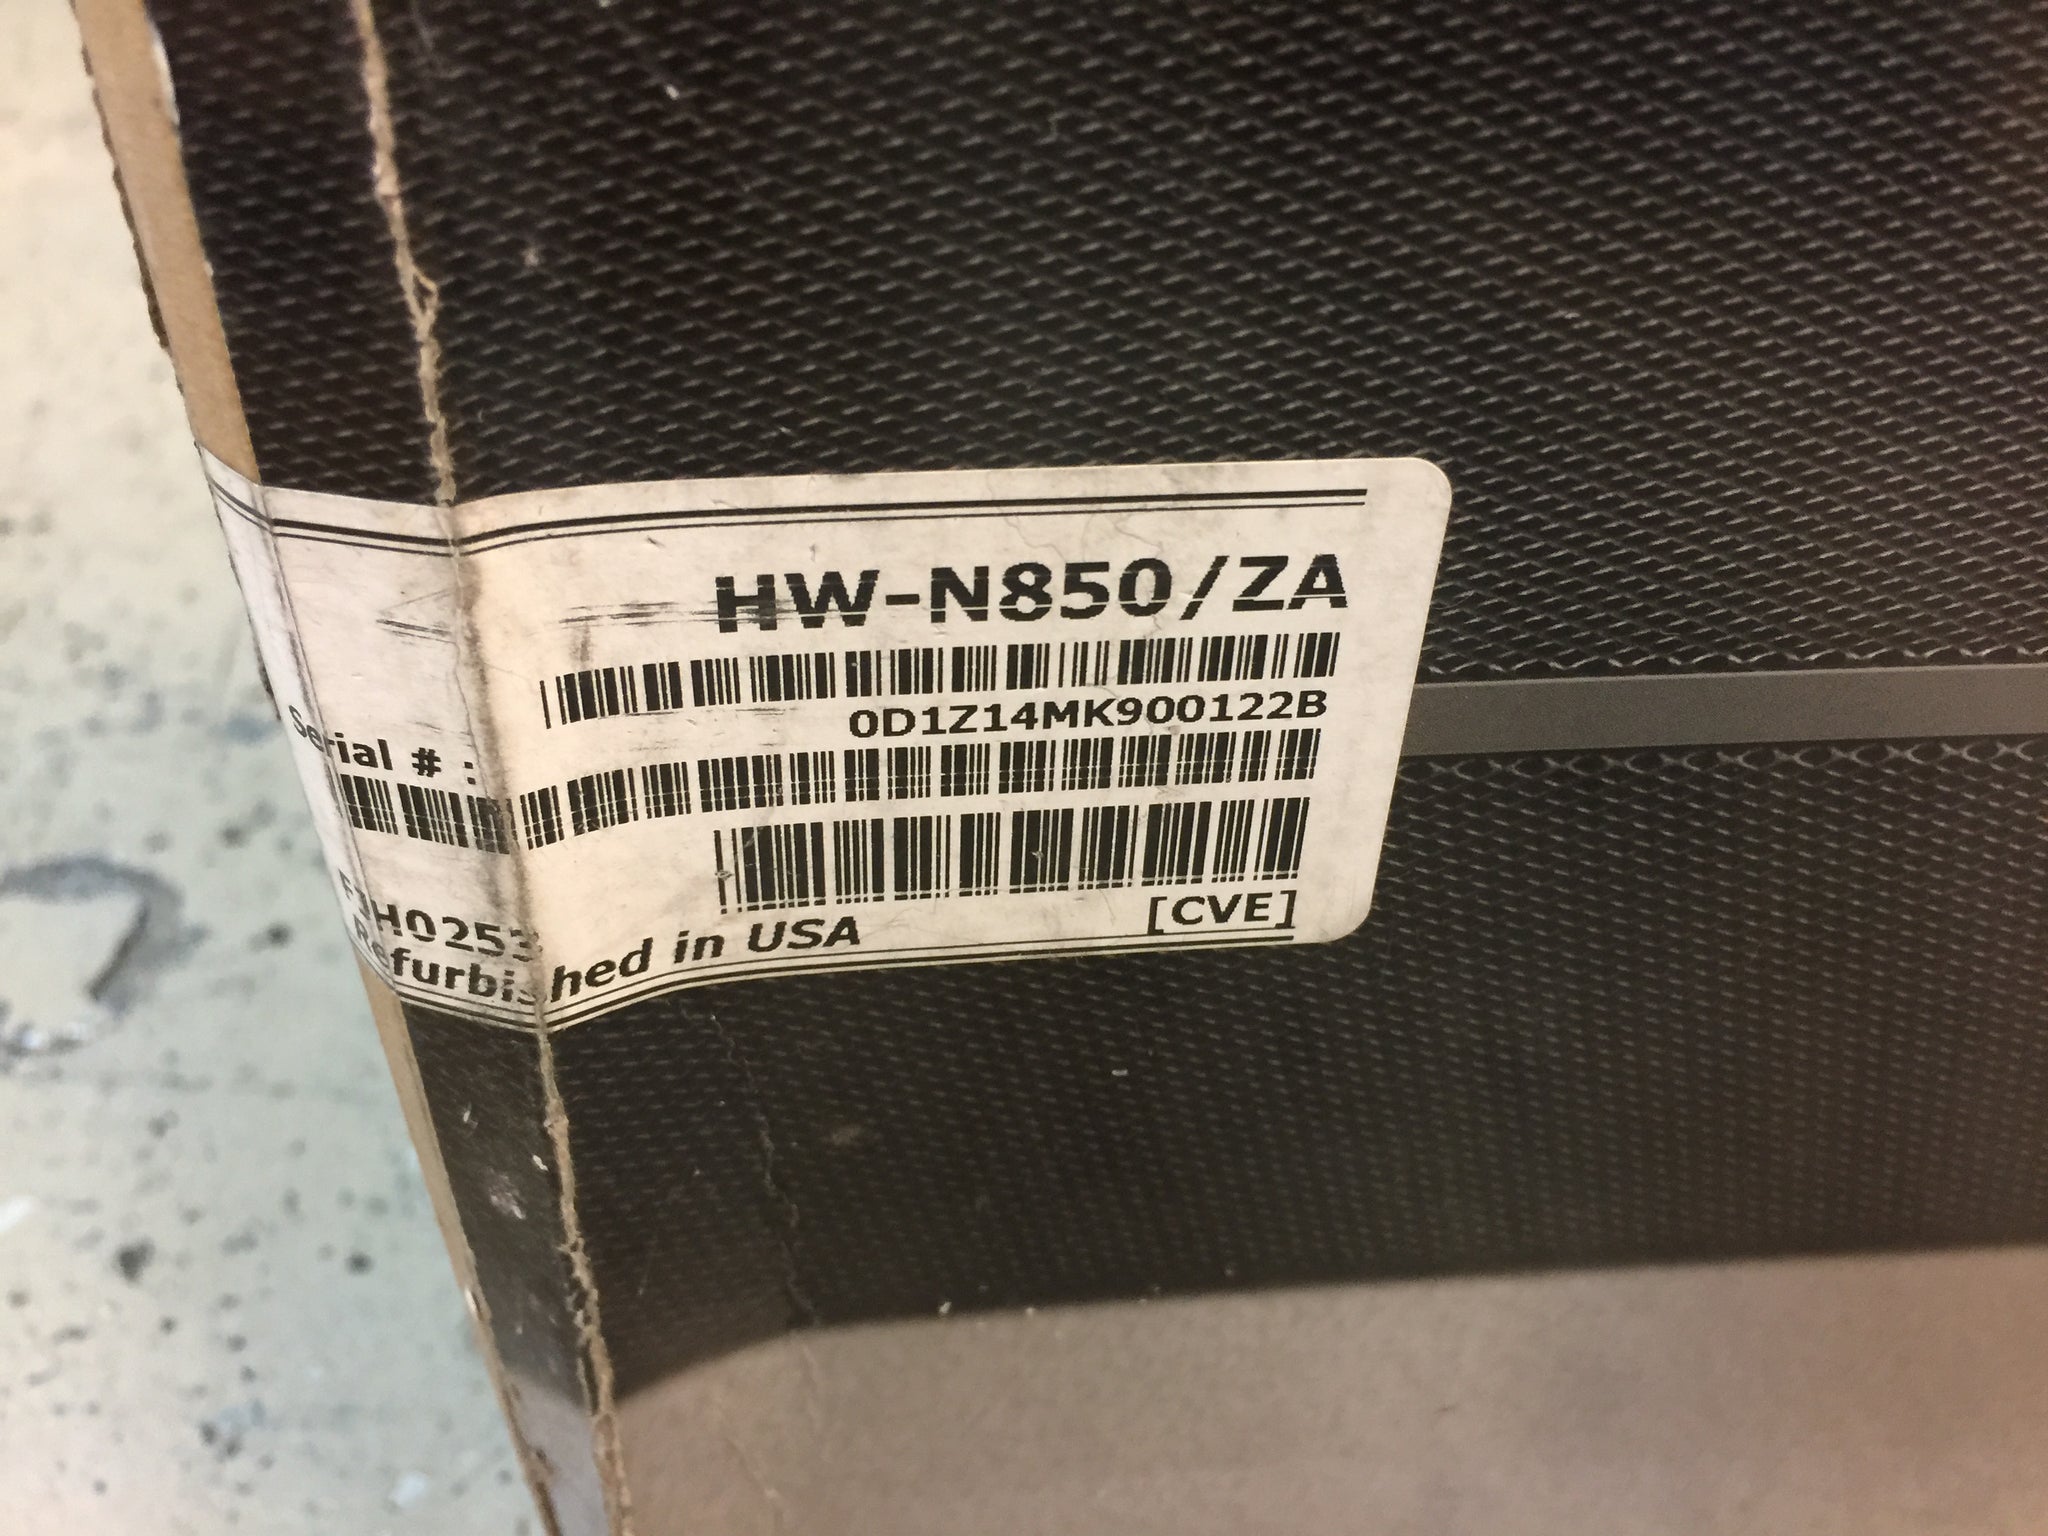 HW-N850/ZA
Serial # : 0D1Z14MK900122B
[CVE]
Refurbished in USA